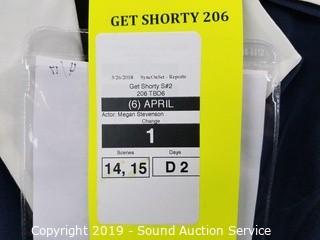 GET SHORTY 206
5/26/2018 SyncOnSet - Reports
Get Shorty S#2
206 TBD6
(6) APRIL
Actor: Megan Stevenson
Change
1
Scenes Days
14, 15 D 2
Copyright 2019 - Sound Auction Service